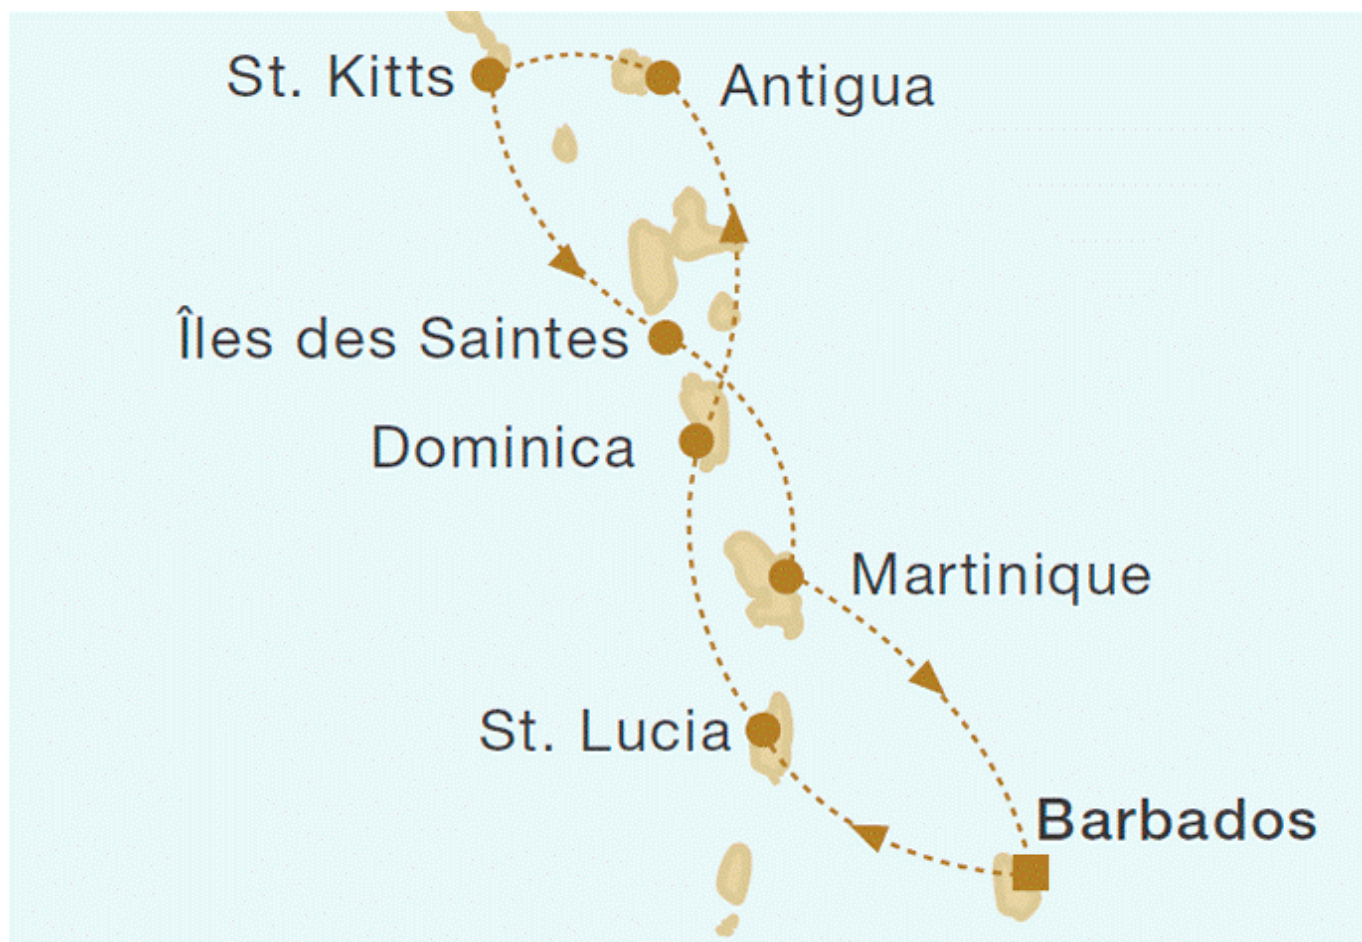 St. Kitts
Antigua
Îles des Saintes
Dominica
Martinique
St. Lucia
Barbados